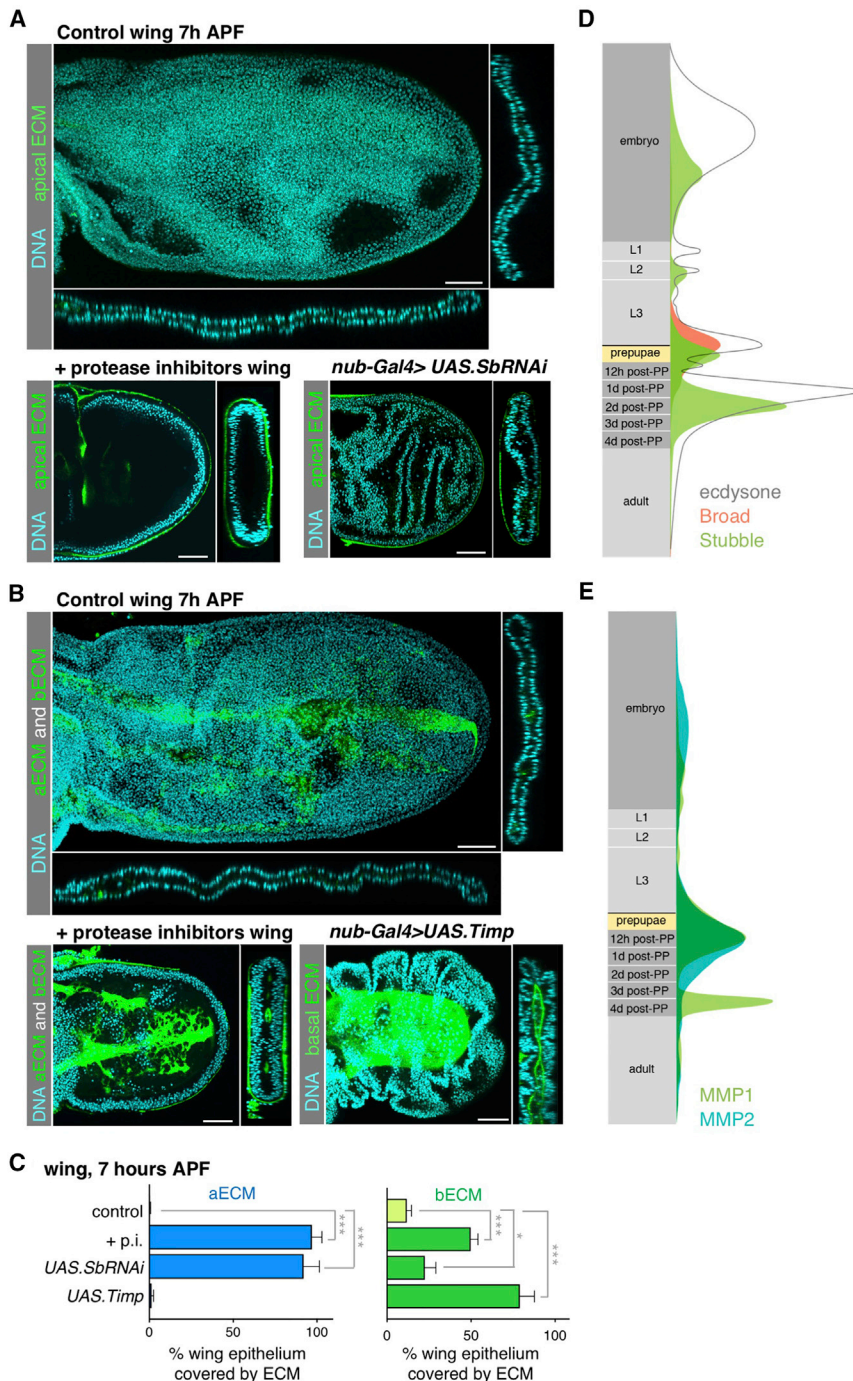 A
Control wing 7h APF
DNA apical ECM
+ protease inhibitors wing
DNA apical ECM
nub-Gal4> UAS.SbRNAi
DNA apical ECM
B
Control wing 7h APF
DNA aECM and bECM
+ protease inhibitors wing
DNA aECM and bECM
nub-Gal4>UAS.Timp
DNA basal ECM
C
wing, 7 hours APF
aECM
control
+ p.i.
UAS.SbRNAi
UAS.Timp
***
***
0
50
100
% wing epithelium
covered by ECM
bECM
***
*
***
0
50
100
% wing epithelium
covered by ECM
D
embryo
L1
L2
L3
prepupae
12h post-PP
1d post-PP
2d post-PP
3d post-PP
4d post-PP
adult
ecdysone
Broad
Stubble
E
embryo
L1
L2
L3
prepupae
12h post-PP
1d post-PP
2d post-PP
3d post-PP
4d post-PP
adult
MMP1
MMP2